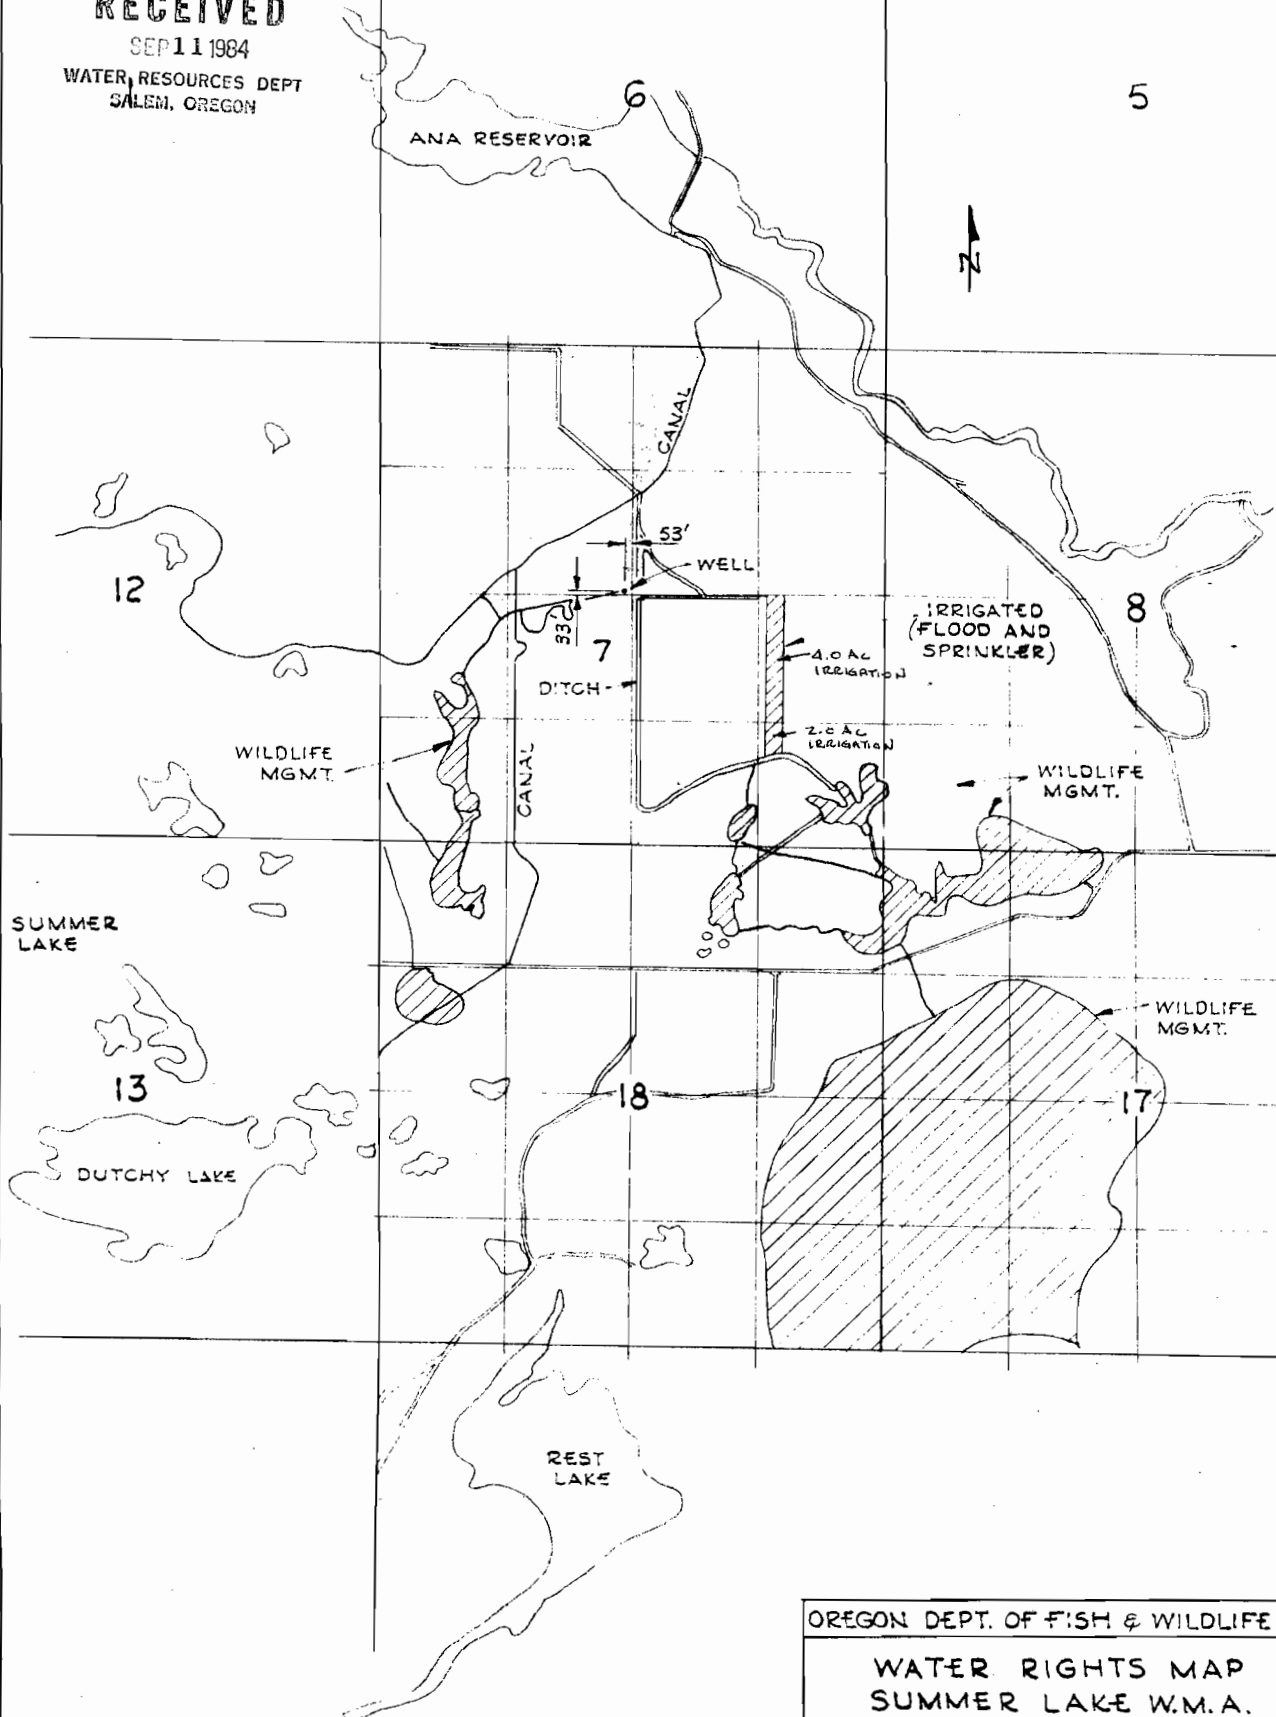 RECEIVED
SEP 11 1984
WATER RESOURCES DEPT
SALEM, OREGON
6
5
ANA RESERVOIR
N
CANAL
53'
WELL
12
33'
7
8
IRRIGATED
(FLOOD AND
SPRINKLER)
4.0 AC
IRRIGATION
DITCH
2.0 AC
IRRIGATION
WILDLIFE
MGMT.
CANAL
WILDLIFE
MGMT.
SUMMER
LAKE
WILDLIFE
MGMT.
13
18
17
DUTCHY LAKE
REST
LAKE
OREGON DEPT. OF FISH & WILDLIFE
WATER RIGHTS MAP
SUMMER LAKE W.M.A.